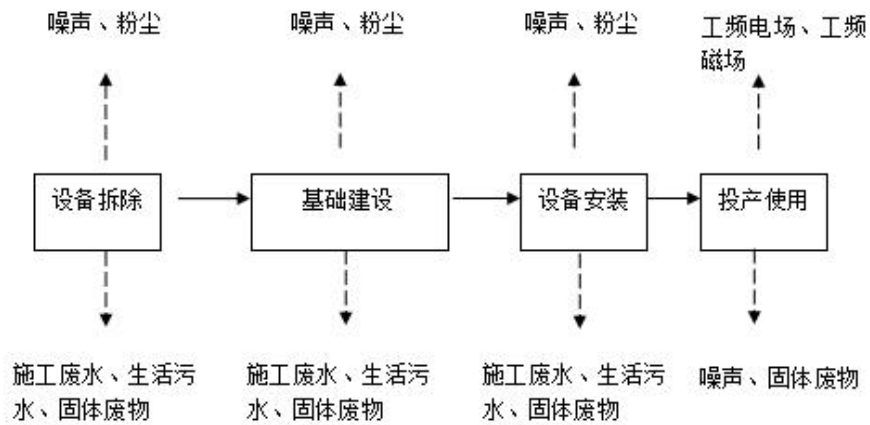 噪声、粉尘
噪声、粉尘
噪声、粉尘
工频电场、工频
磁场
设备拆除
基础建设
设备安装
投产使用
施工废水、生活污
水、固体废物
施工废水、生活污
水、固体废物
施工废水、生活污
水、固体废物
噪声、固体废物